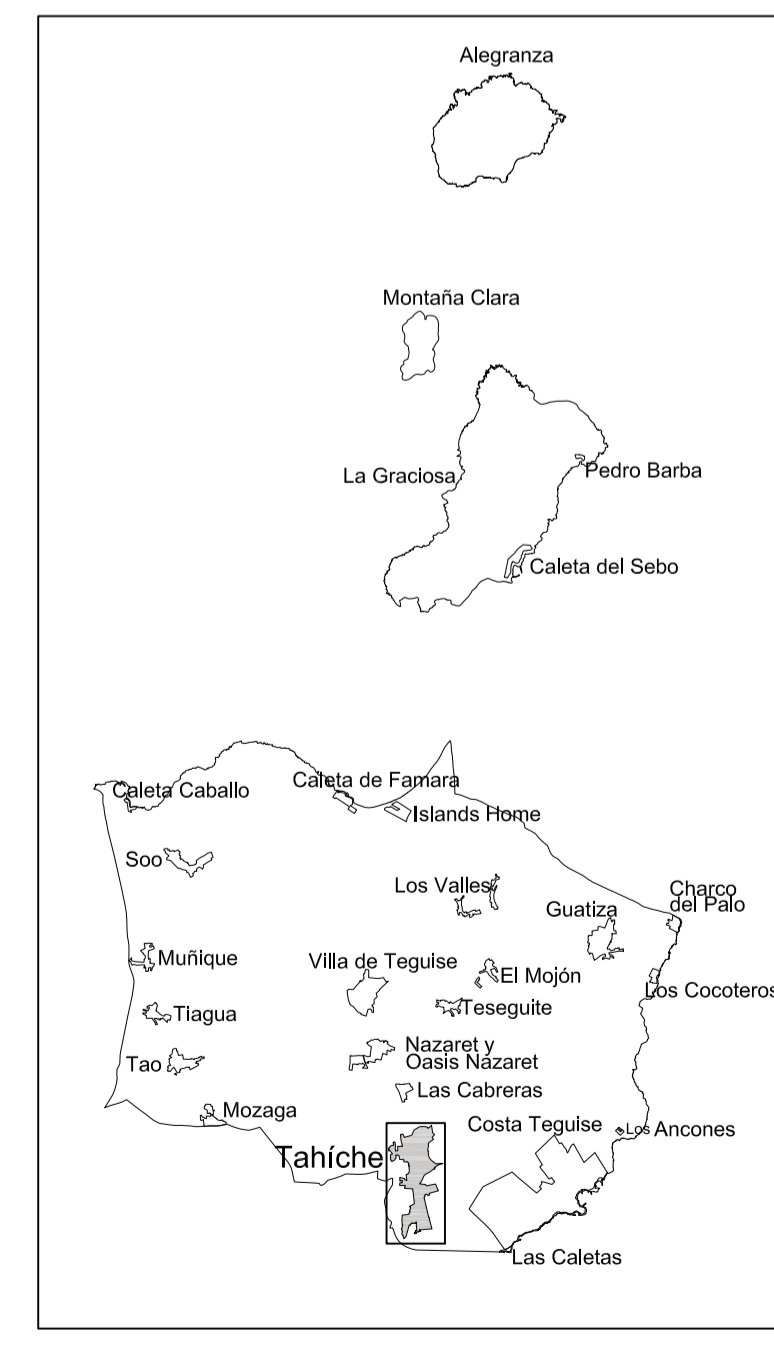 Alegranza
Montaña Clara
La Graciosa
Pedro Barba
Caleta del Sebo
Caleta Caballo
Caleta de Famara
Islands Home
Soo
Los Valles
Guatiza
Charco
del Palo
Muñique
Villa de Teguise
El Mojón
Los Cocoteros
Tiagua
Teseguite
Tao
Nazaret y
Oasis Nazaret
Las Cabreras
Mozaga
Costa Teguise
Los Ancones
Tahíche
Las Caletas